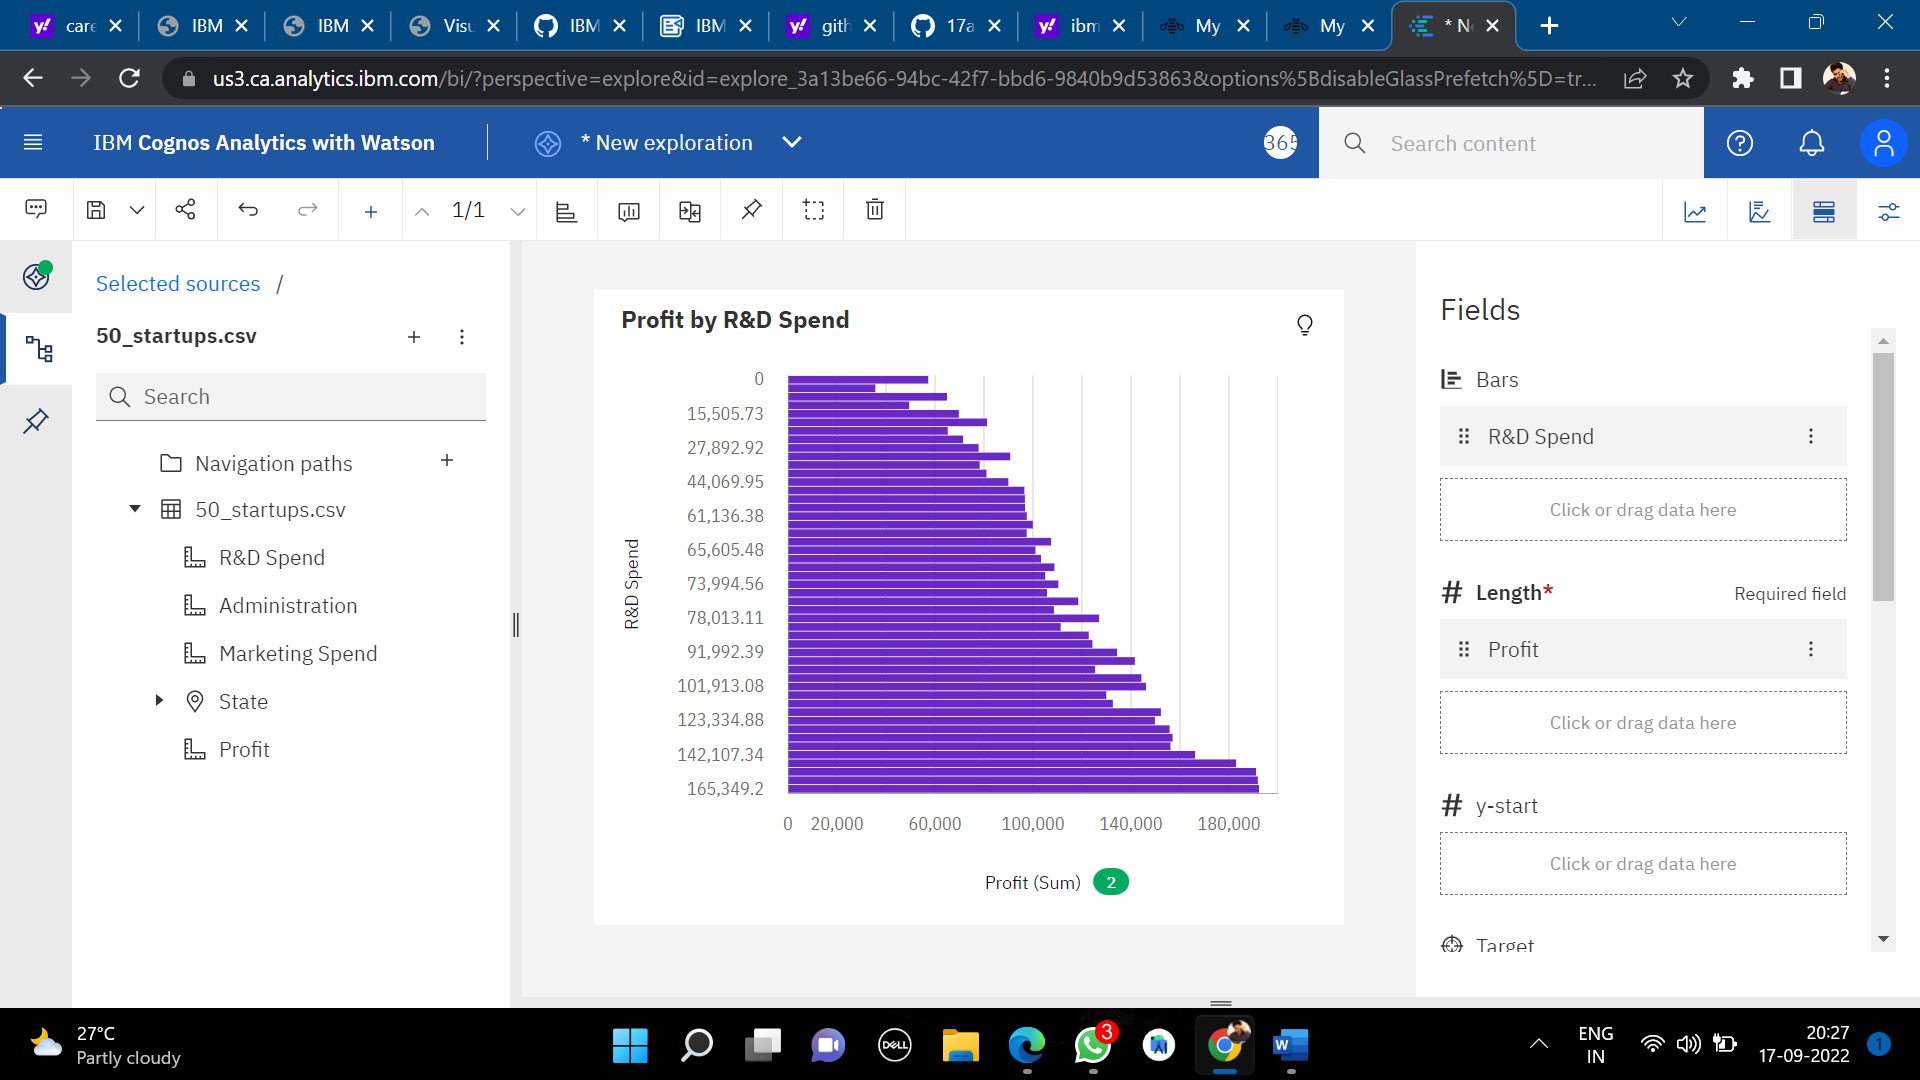 care
IBM
IBM
Visu
IBM
IBM
gith
17a
ibm
My
My
* Ne
us3.ca.analytics.ibm.com/bi/?perspective=explore&id=explore_3a13be66-94bc-42f7-bbd6-9840b9d53863&options%5BdisableGlassPrefetch%5D=tr...
IBM Cognos Analytics with Watson
* New exploration
365
Search content
1/1
Selected sources /
50_startups.csv
Search
Navigation paths
50_startups.csv
R&D Spend
Administration
Marketing Spend
State
Profit
Profit by R&D Spend
R&D Spend
0
15,505.73
27,892.92
44,069.95
61,136.38
65,605.48
73,994.56
78,013.11
91,992.39
101,913.08
123,334.88
142,107.34
165,349.2
0 20,000 60,000 100,000 140,000 180,000
Profit (Sum) 2
Fields
Bars
R&D Spend
Click or drag data here
# Length* Required field
Profit
Click or drag data here
# y-start
Click or drag data here
Target
27°C
Partly cloudy
DELL
3
AI
W
ENG
IN
20:27
17-09-2022
1